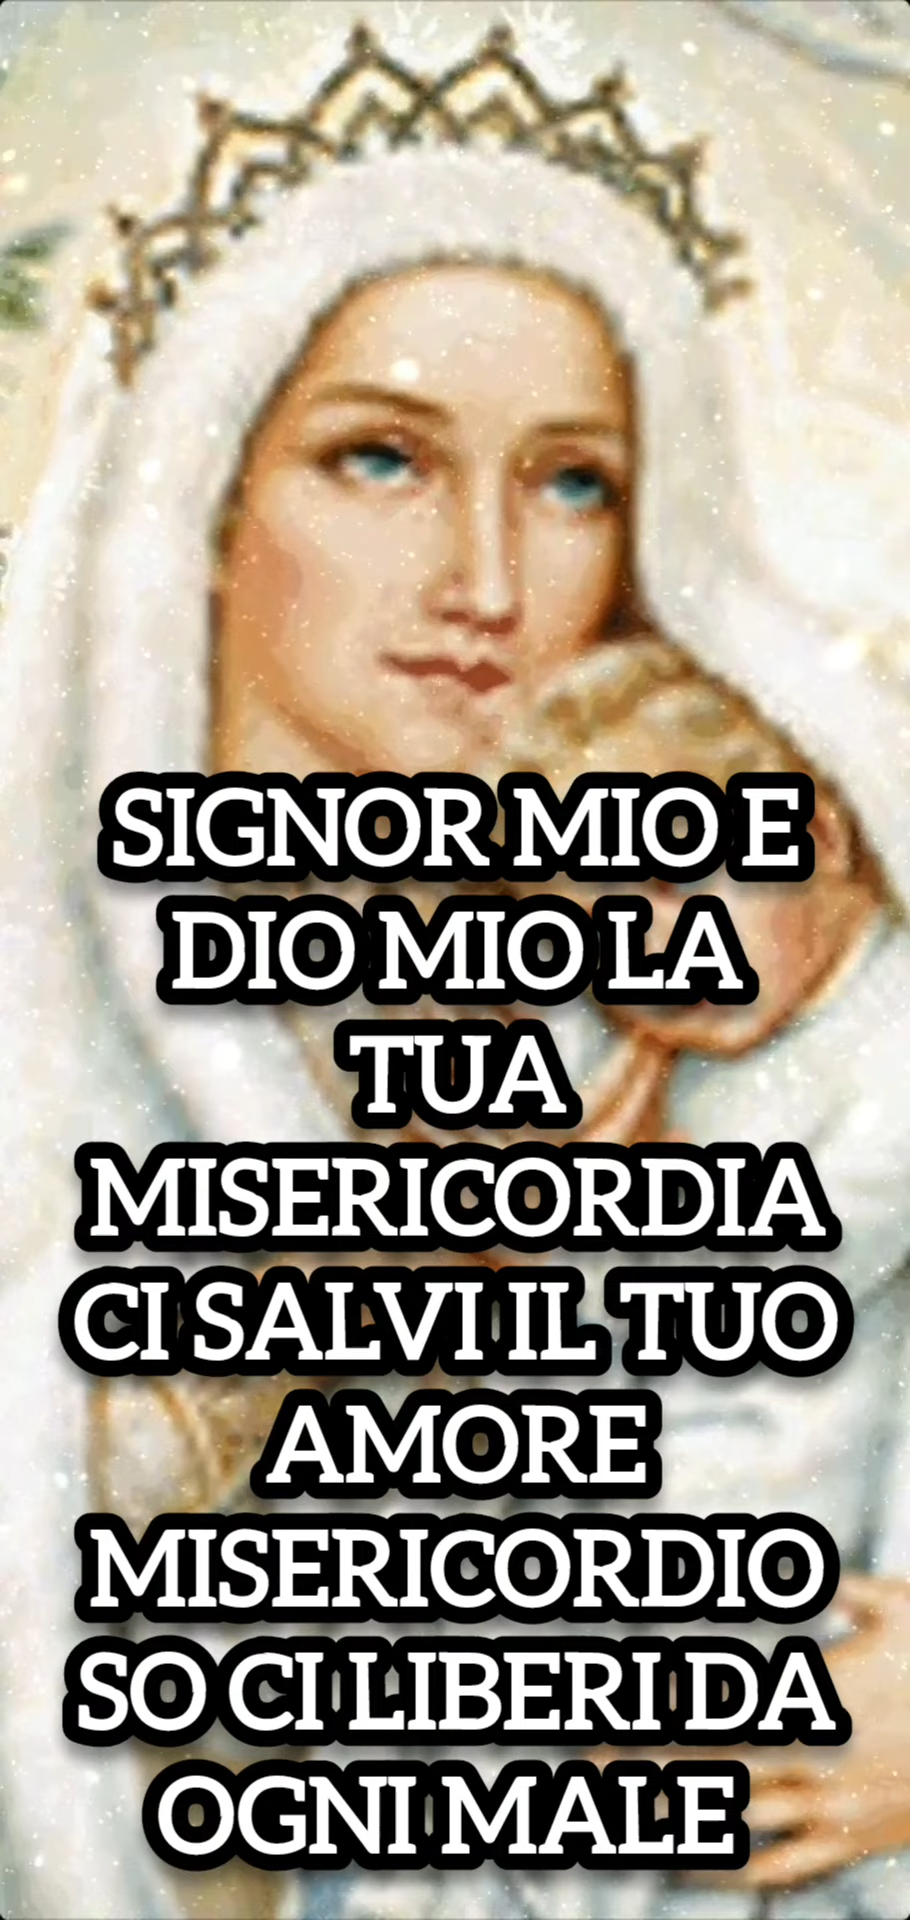 SIGNOR MIO E
DIO MIO LA
TUA
MISERICORDIA
CI SALVI IL TUO
AMORE
MISERICORDIO
SO CI LIBERI DA
OGNI MALE